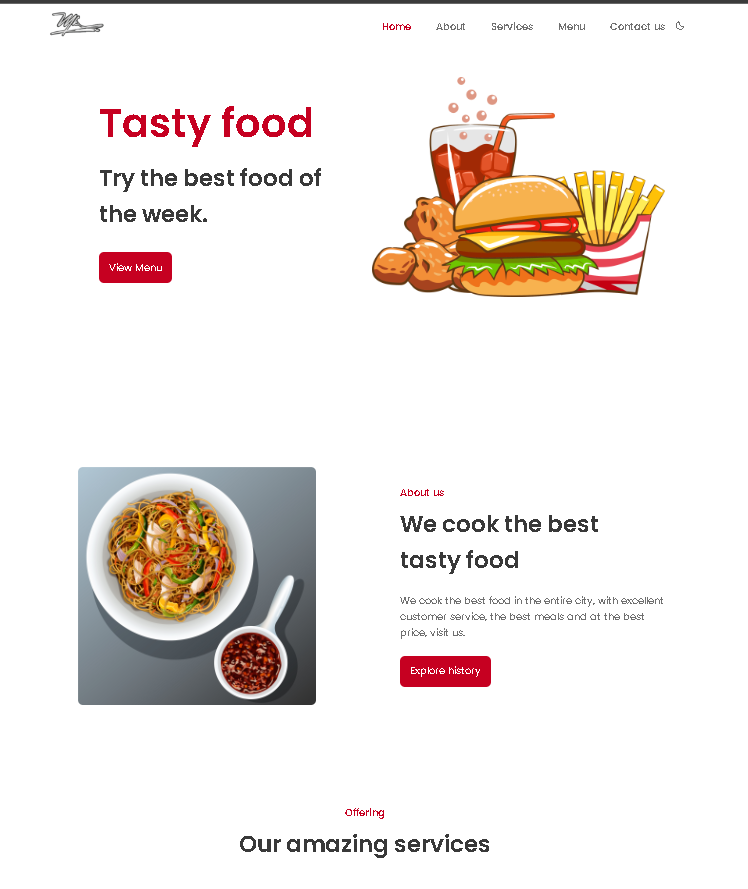 Home
About
Services
Menu
Contact us
Tasty food
Try the best food of
the week.
View Menu
About us
We cook the best
tasty food
We cook the best food in the entire city, with excellent
customer service, the best meals and at the best
price, visit us.
Explore history
Offering
Our amazing services